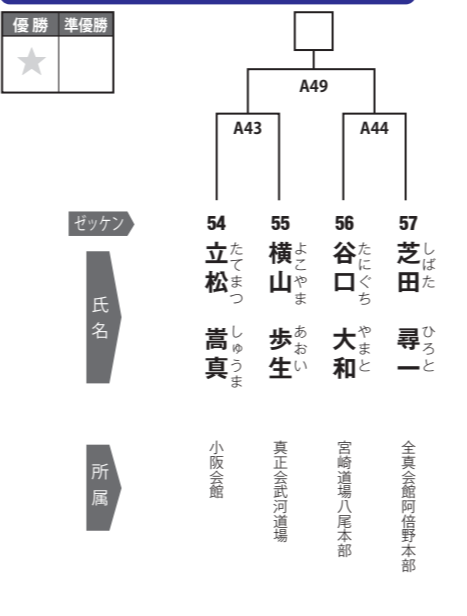 優勝 準優勝
★
A49
A43 A44
ゼッケン 54 55 56 57
氏名
立松 嵩真
たてまつ しゅうま
横山 歩生
よこやま あおい
谷口 大和
たにぐち やまと
芝田 尋一
しばた ひろと
所属
小阪会館
真正会武河道場
宮崎道場八尾本部
全真会館阿倍野本部